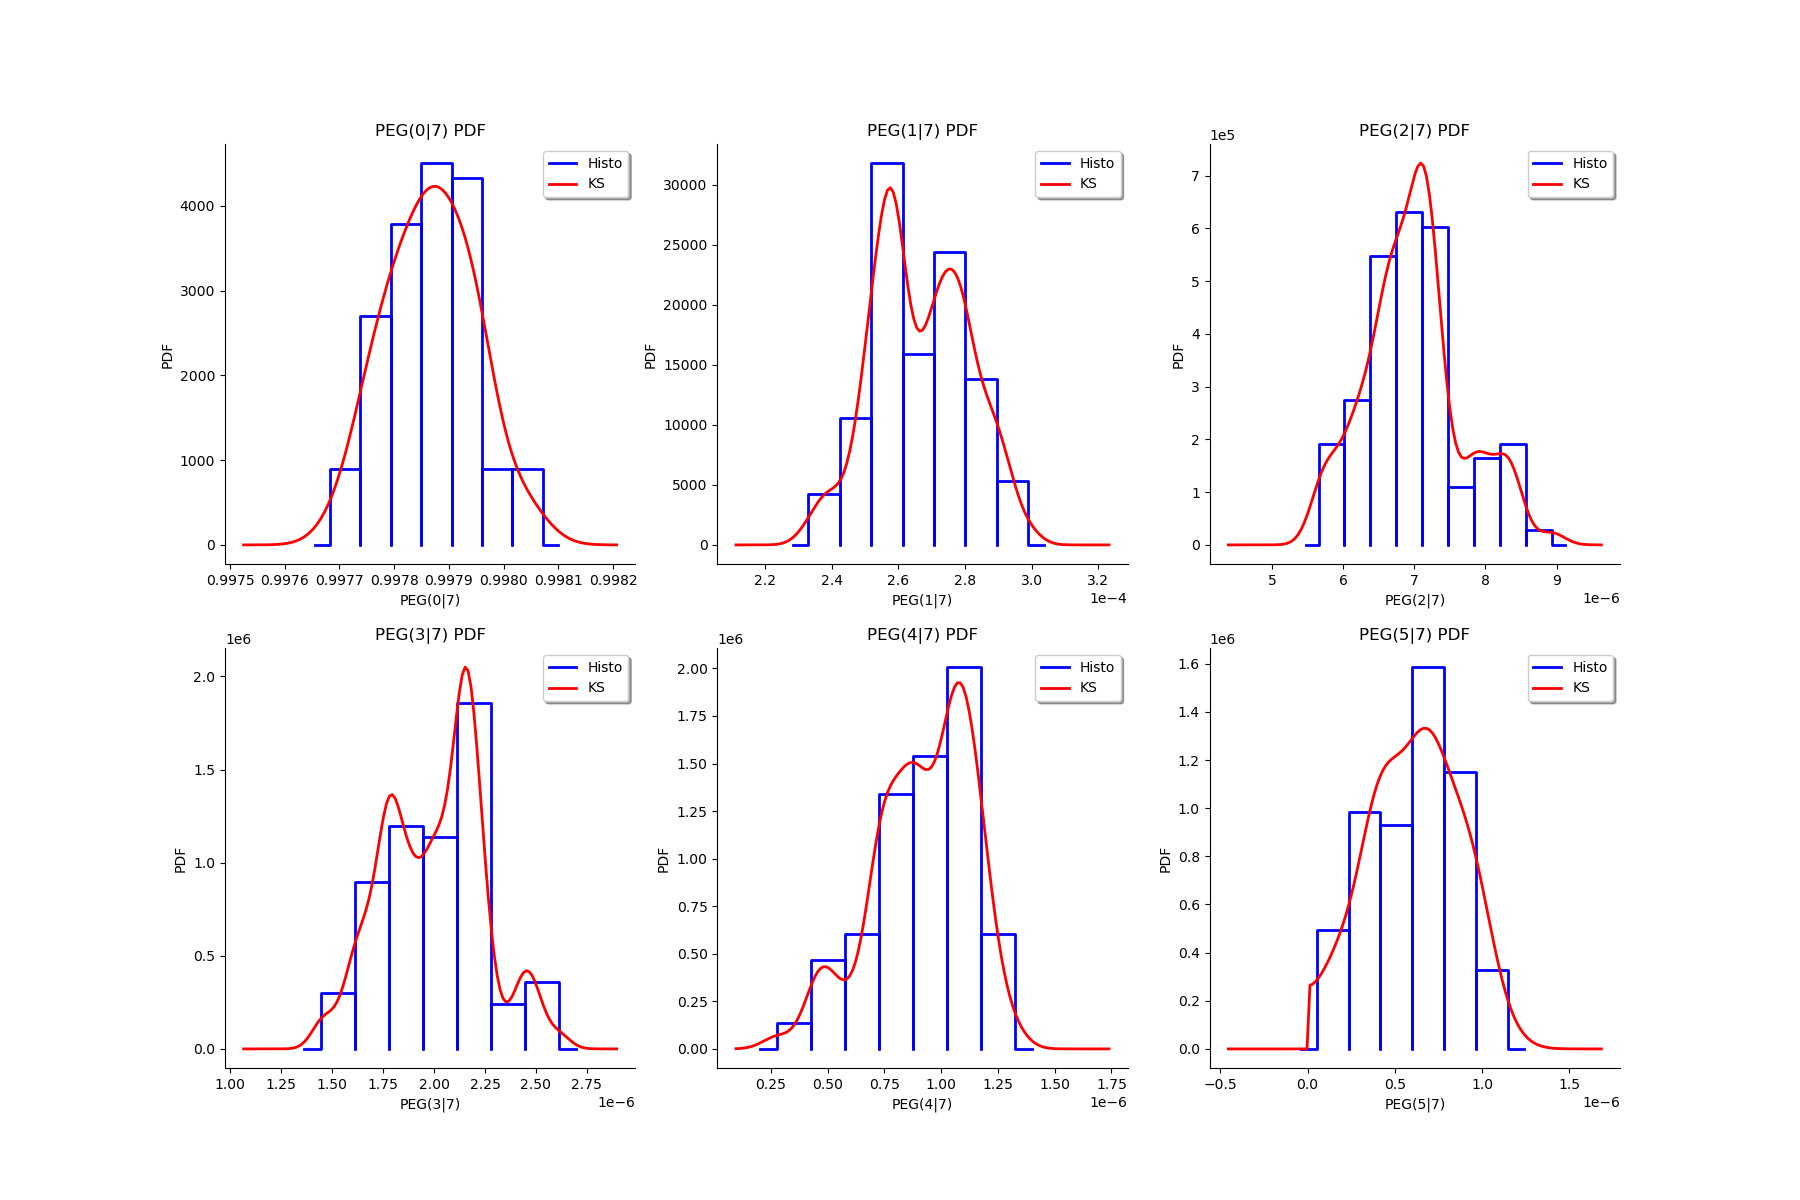 PEG(0|7) PDF
Histo
KS
PDF
4000
3000
2000
1000
0
0.9975 0.9976 0.9977 0.9978 0.9979 0.9980 0.9981 0.9982
PEG(0|7)
PEG(1|7) PDF
Histo
KS
PDF
30000
25000
20000
15000
10000
5000
0
2.2 2.4 2.6 2.8 3.0 3.2
1e−4
PEG(1|7)
PEG(2|7) PDF
1e5
Histo
KS
PDF
7
6
5
4
3
2
1
0
5 6 7 8 9
1e−6
PEG(2|7)
PEG(3|7) PDF
1e6
Histo
KS
PDF
2.0
1.5
1.0
0.5
0.0
1.00 1.25 1.50 1.75 2.00 2.25 2.50 2.75
1e−6
PEG(3|7)
PEG(4|7) PDF
1e6
Histo
KS
PDF
2.00
1.75
1.50
1.25
1.00
0.75
0.50
0.25
0.00
0.25 0.50 0.75 1.00 1.25 1.50 1.75
1e−6
PEG(4|7)
PEG(5|7) PDF
1e6
Histo
KS
PDF
1.6
1.4
1.2
1.0
0.8
0.6
0.4
0.2
0.0
−0.5 0.0 0.5 1.0 1.5
1e−6
PEG(5|7)